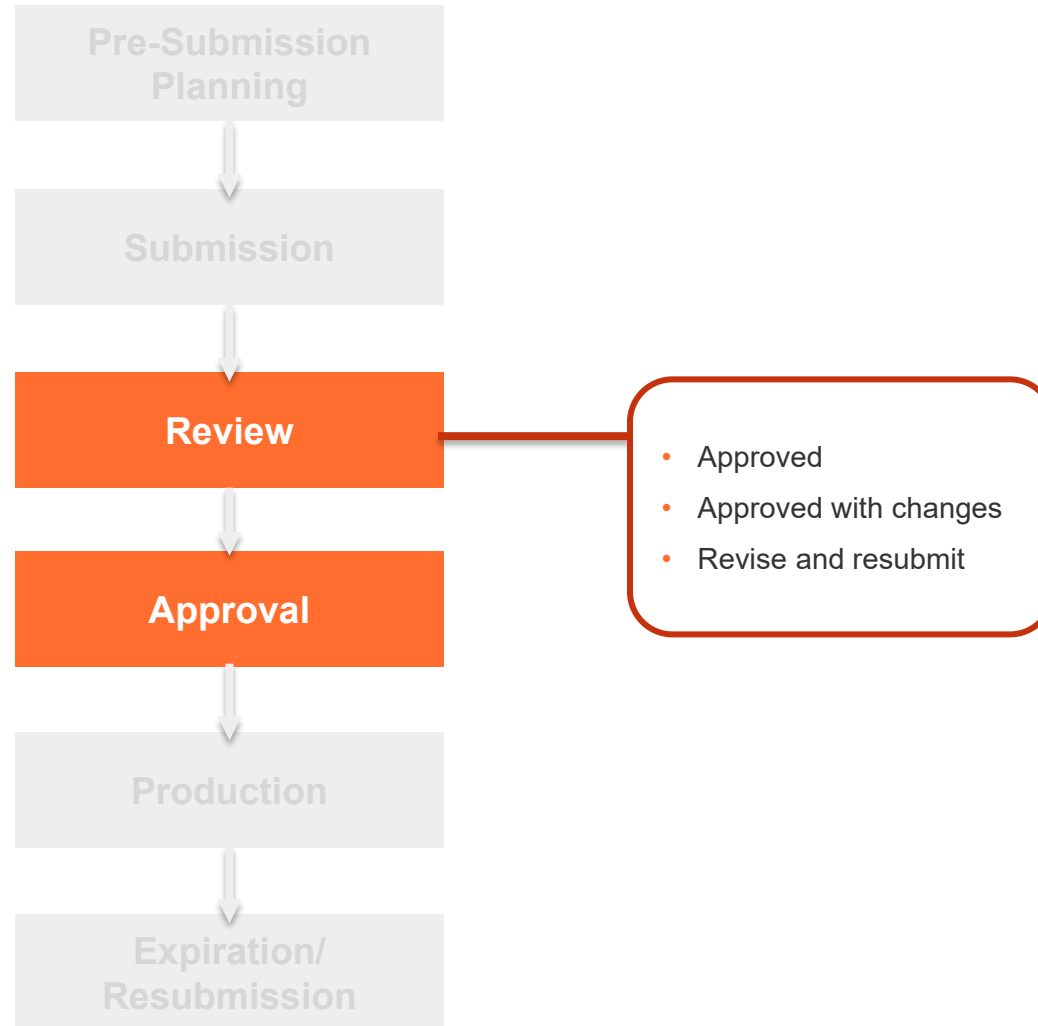 Pre-Submission
Planning
Submission
Review
• Approved
• Approved with changes
• Revise and resubmit
Approval
Production
Expiration/
Resubmission